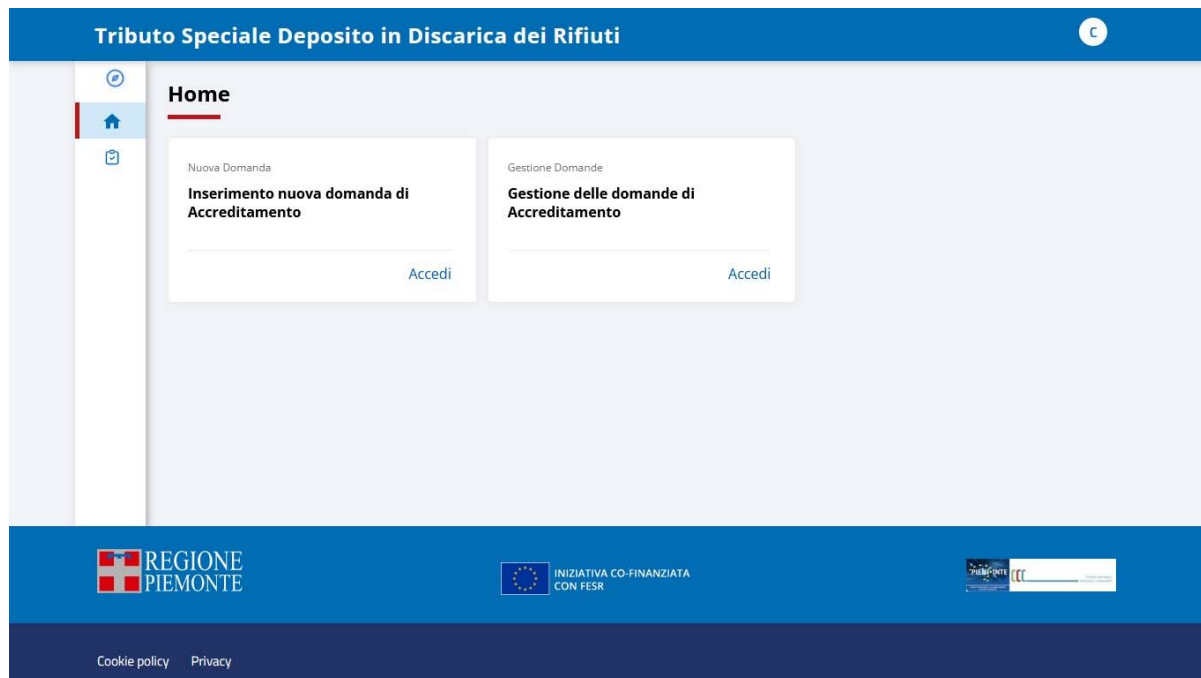 Tributo Speciale Deposito in Discarica dei Rifiuti
C
Home
Nuova Domanda
Inserimento nuova domanda di
Accreditamento
Accedi
Gestione Domande
Gestione delle domande di
Accreditamento
Accedi
REGIONE
PIEMONTE
INIZIATIVA CO-FINANZIATA
CON FESR
PIEMONTE
Cookie policy
Privacy